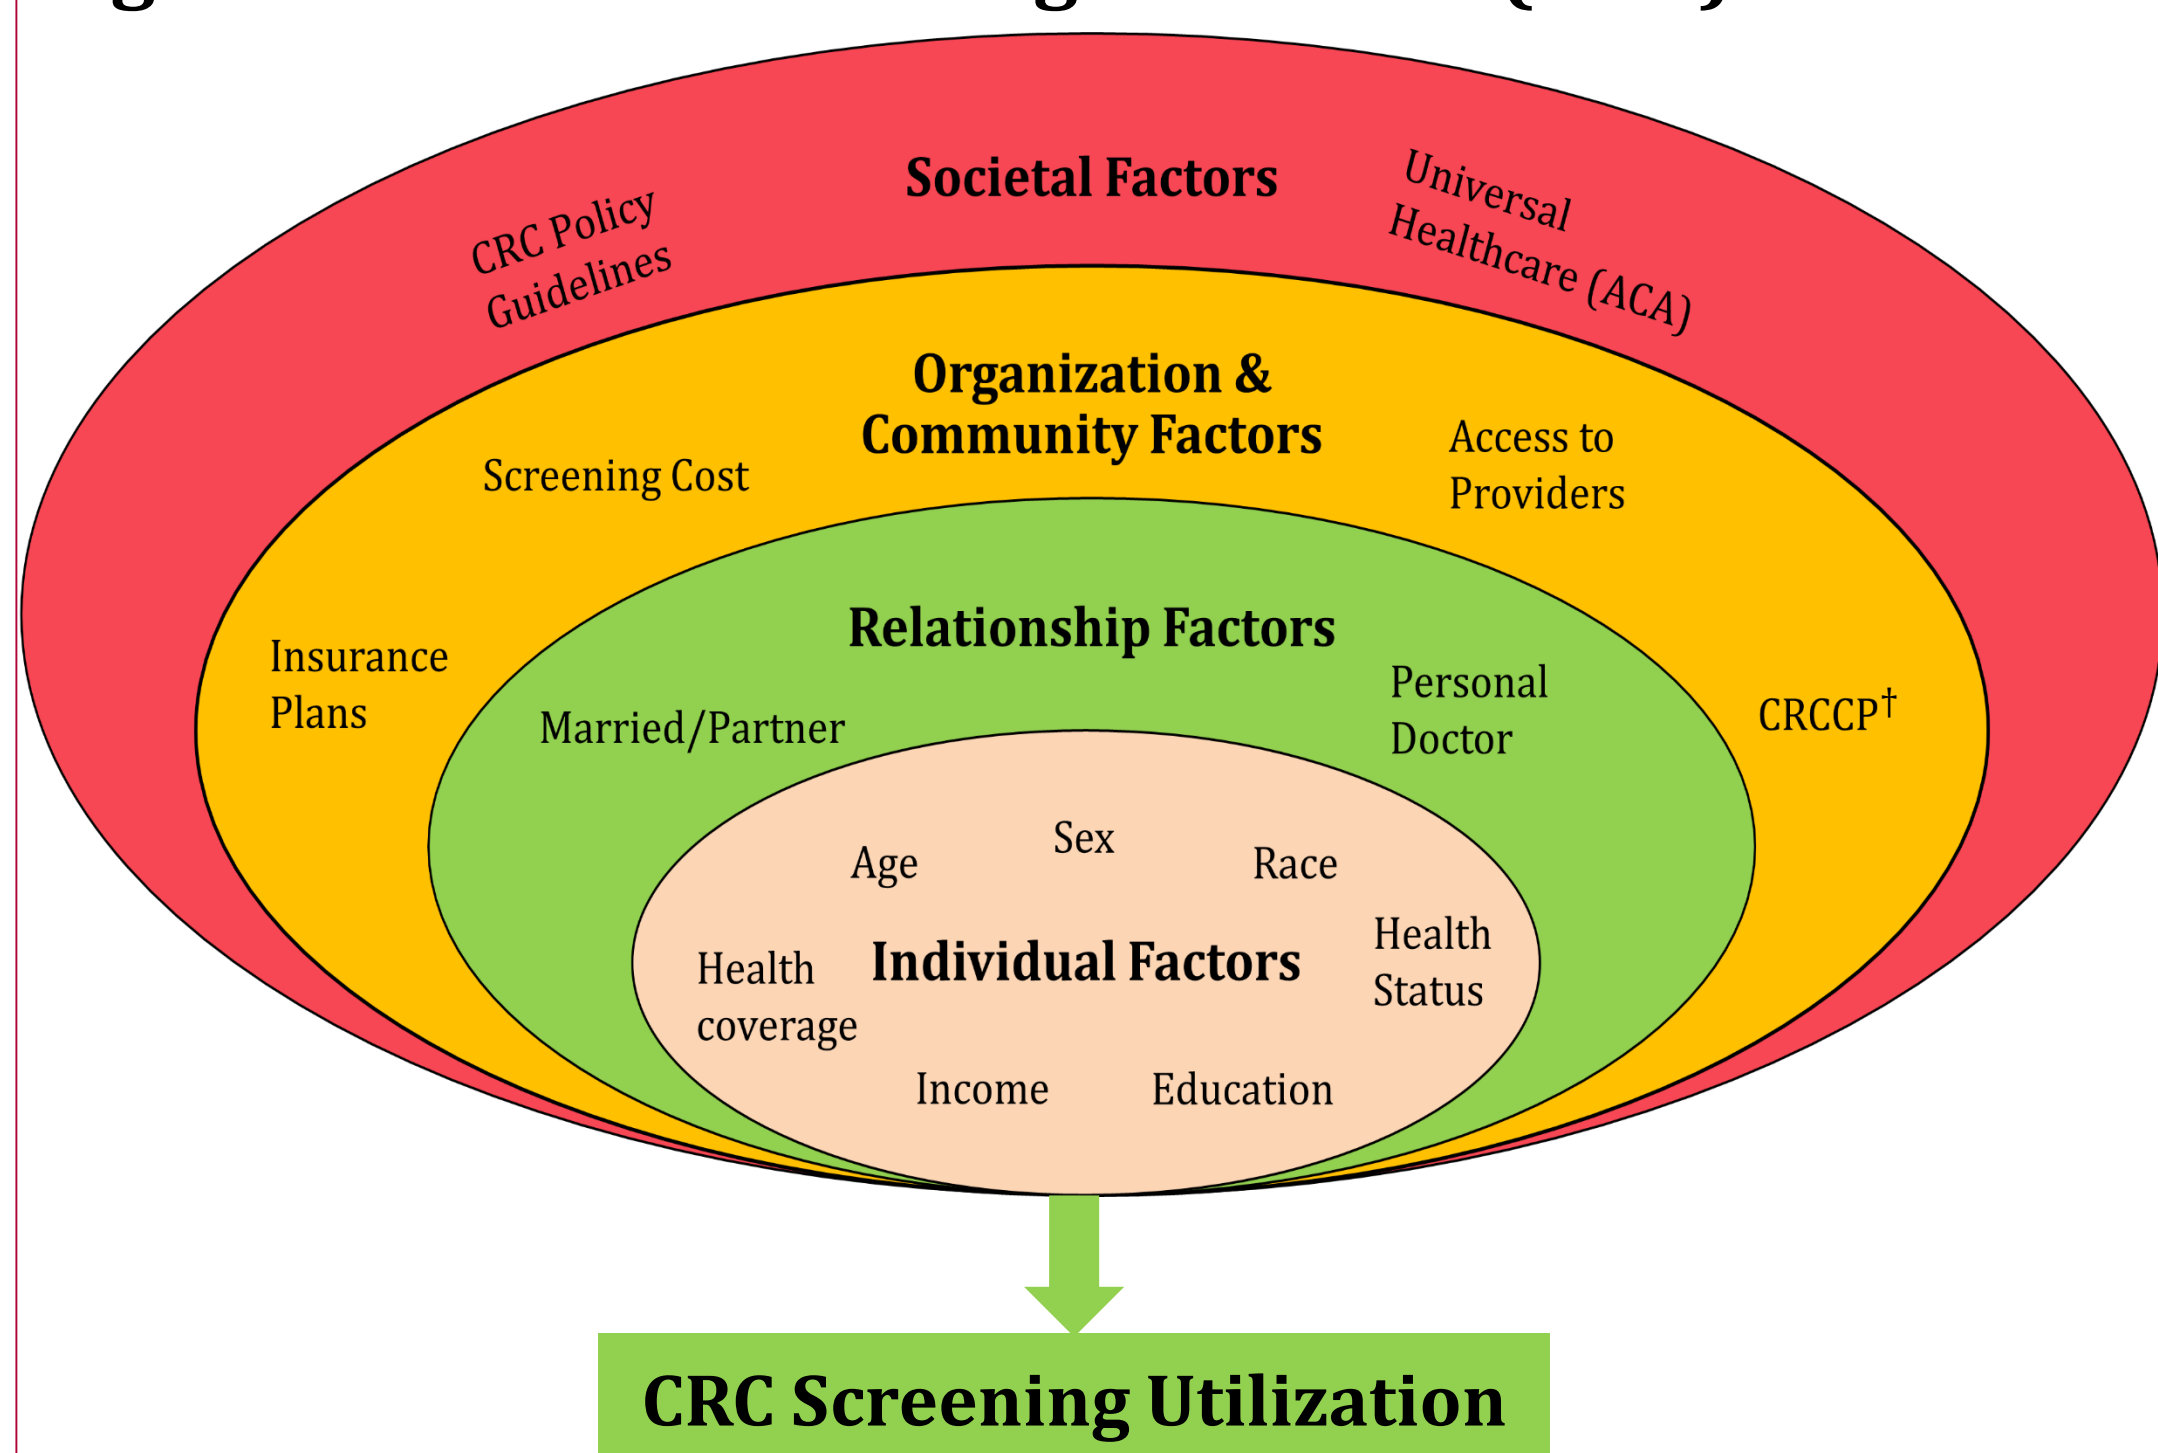 Societal Factors
CRC Policy
Guidelines
Universal
Healthcare (ACA)
Organization &
Community Factors
Screening Cost
Access to
Providers
Insurance
Plans
CRCCP†
Relationship Factors
Married/Partner
Personal
Doctor
Age
Sex
Race
Individual Factors
Health
coverage
Health
Status
Income
Education
CRC Screening Utilization